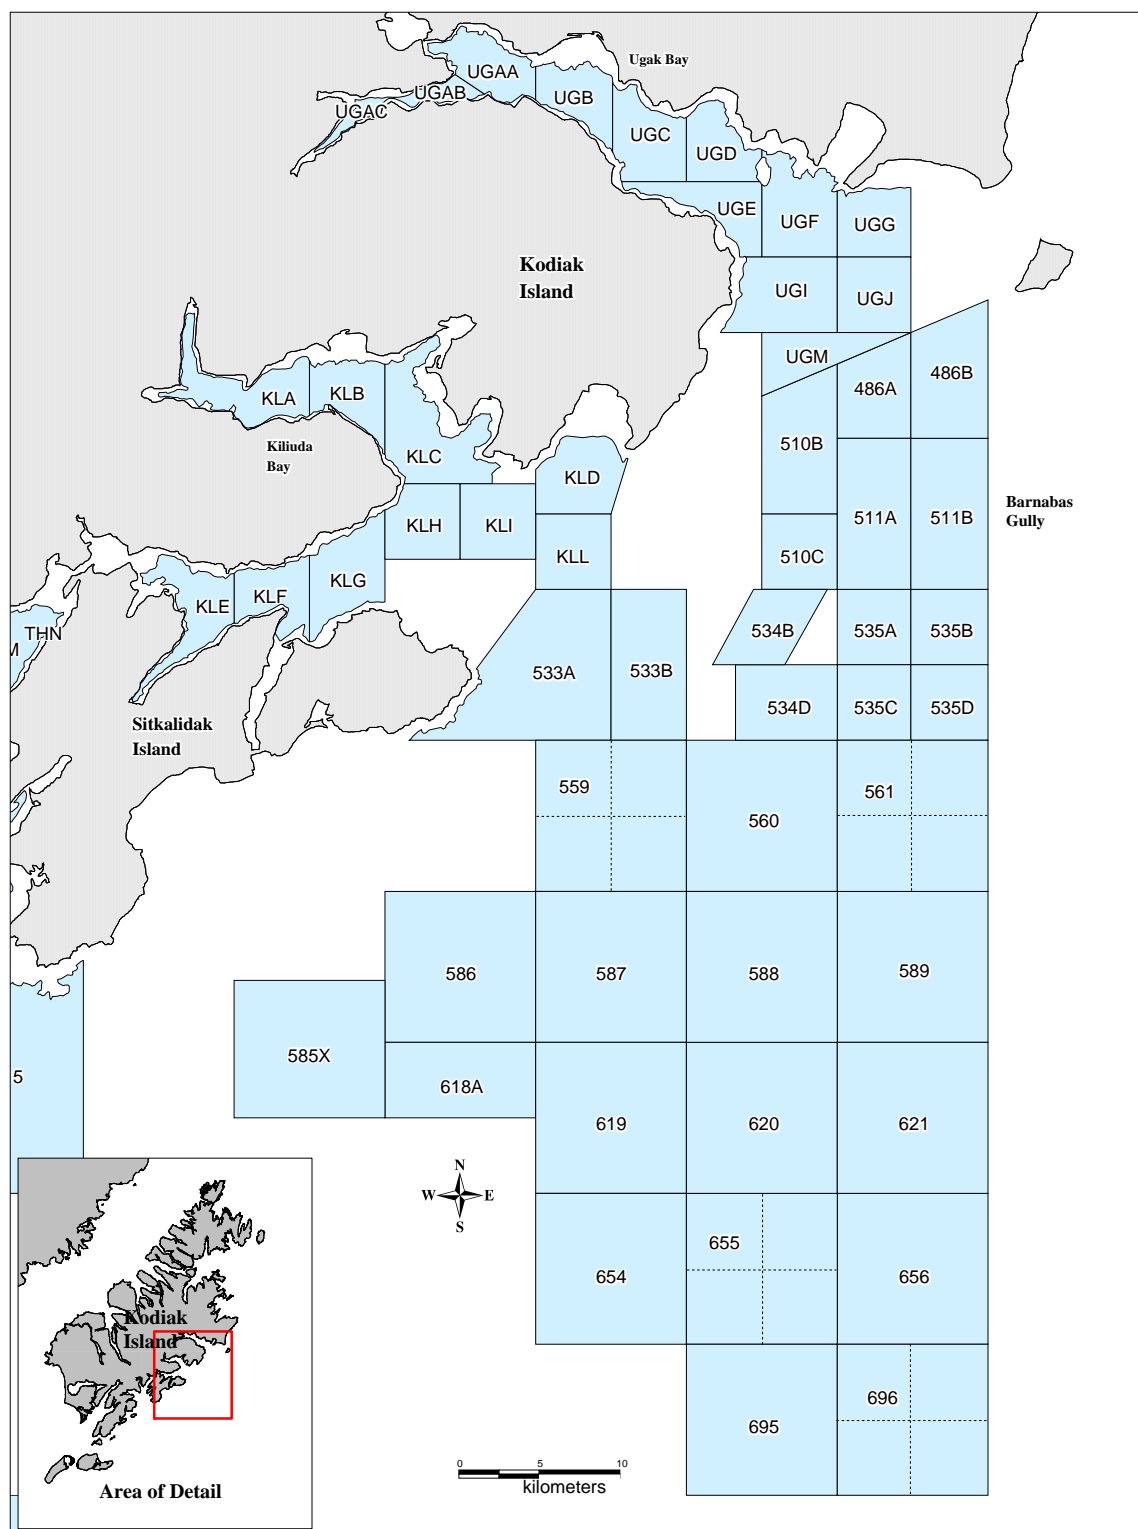 Ugak Bay
UGAA
UGAB
UGB
UGAC
UGC
UGD
UGE
UGF
UGG
Kodiak
Island
UGI
UGJ
UGM
486A
486B
KLA
KLB
510B
Kiliuda
Bay
KLC
KLD
Barnabas
Gully
511A
511B
KLH
KLI
KLL
510C
KLG
KLE
KLF
THN
M
534B
535A
535B
533A
533B
Sitkalidak
Island
534D
535C
535D
559
560
561
586
587
588
589
585X
5
618A
619
620
621
N
W
E
S
655
654
656
Kodiak
Island
696
695
0
5
10
kilometers
Area of Detail